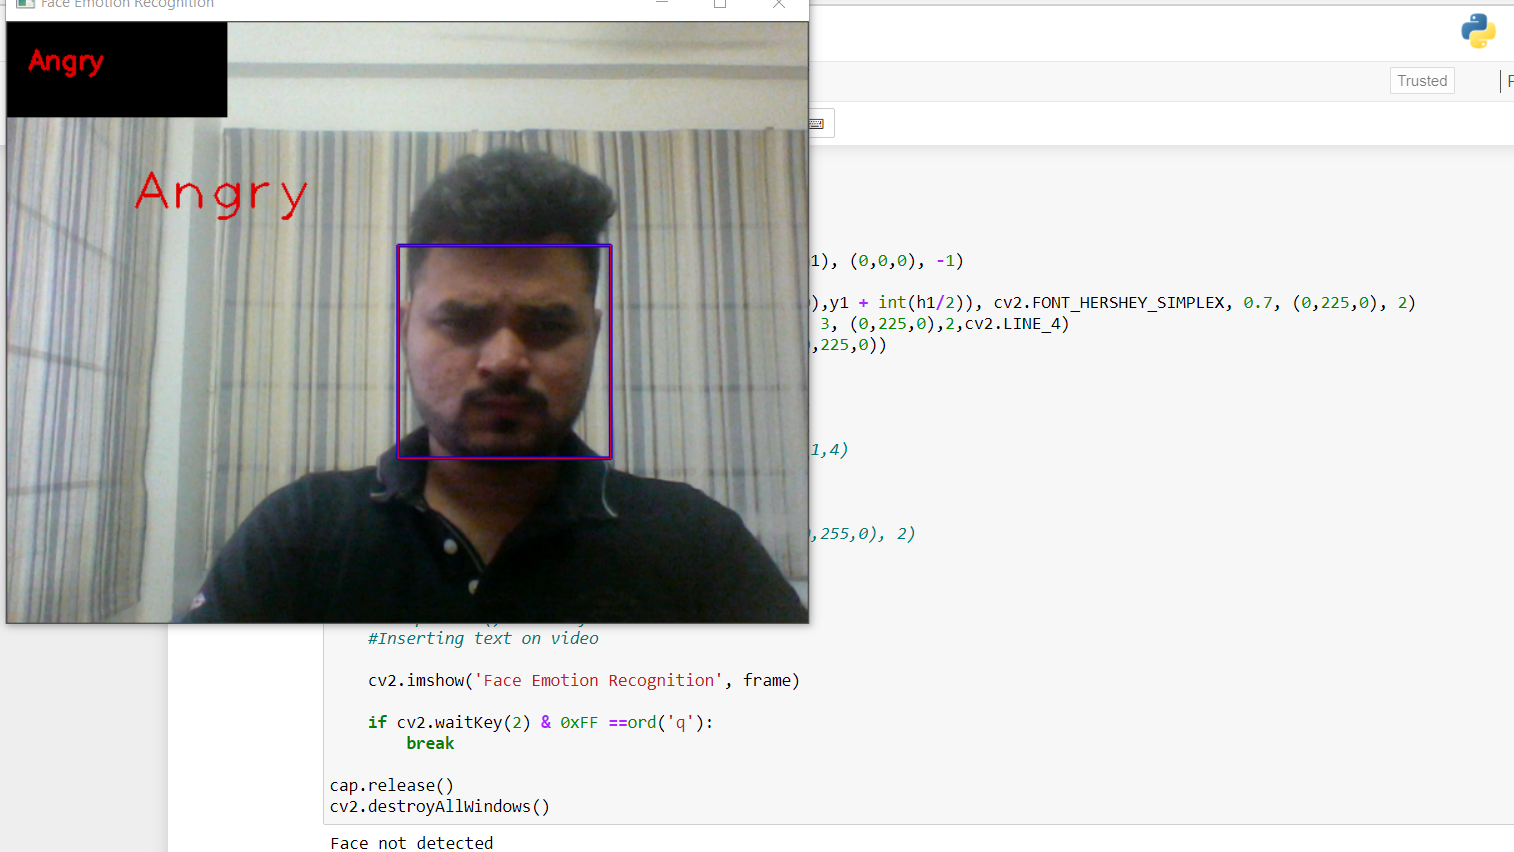 Face Emotion Recognition
Angry
Angry
Trusted
1), (0,0,0), -1)
),y1 + int(h1/2)), cv2.FONT_HERSHEY_SIMPLEX, 0.7, (0,225,0), 2)
3, (0,225,0),2,cv2.LINE_4)
,225,0))
1,4)
,255,0), 2)
#Inserting text on video
cv2.imshow('Face Emotion Recognition', frame)
if cv2.waitKey(2) & 0xFF ==ord('q'):
break
cap.release()
cv2.destroyAllWindows()
Face not detected